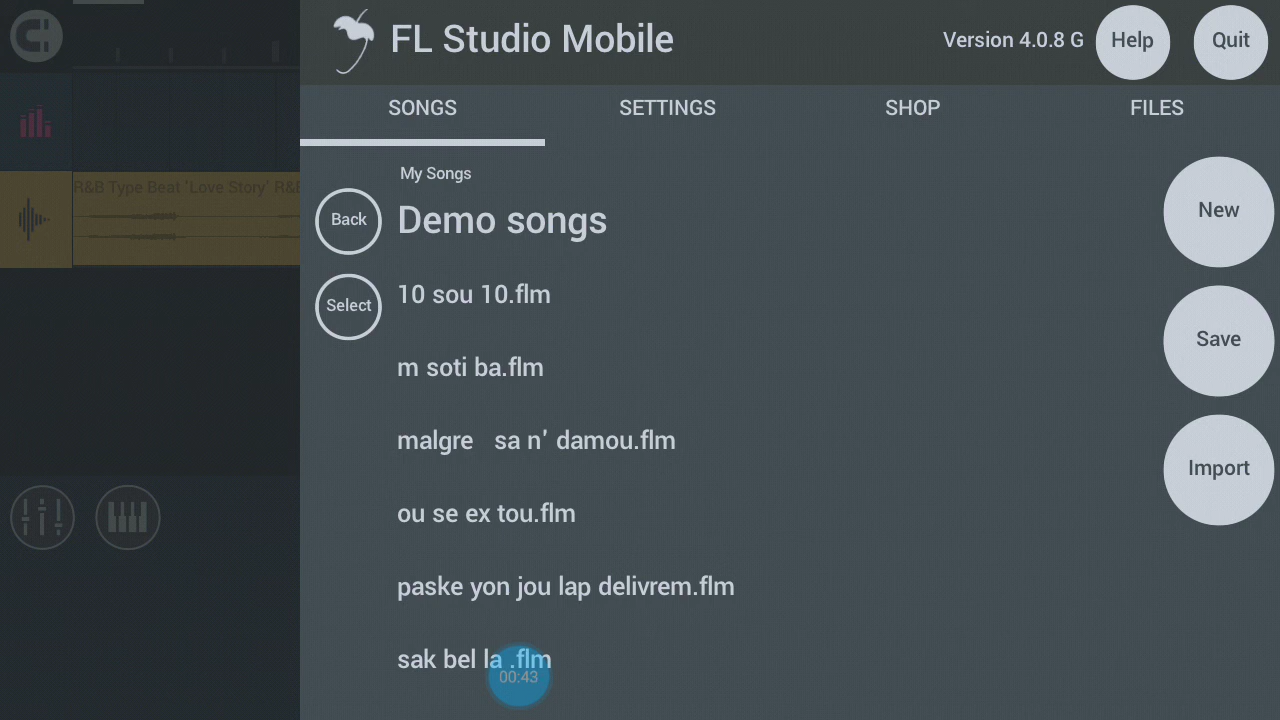 FL Studio Mobile
Version 4.0.8 G
Help
Quit
SONGS
SETTINGS
SHOP
FILES
My Songs
Back
Demo songs
New
R&B Type Beat 'Love Story' R&B
Select
10 sou 10.flm
Save
m soti ba.flm
malgre   sa n' damou.flm
Import
ou se ex tou.flm
paske yon jou lap delivrem.flm
sak bel la .flm
00:43